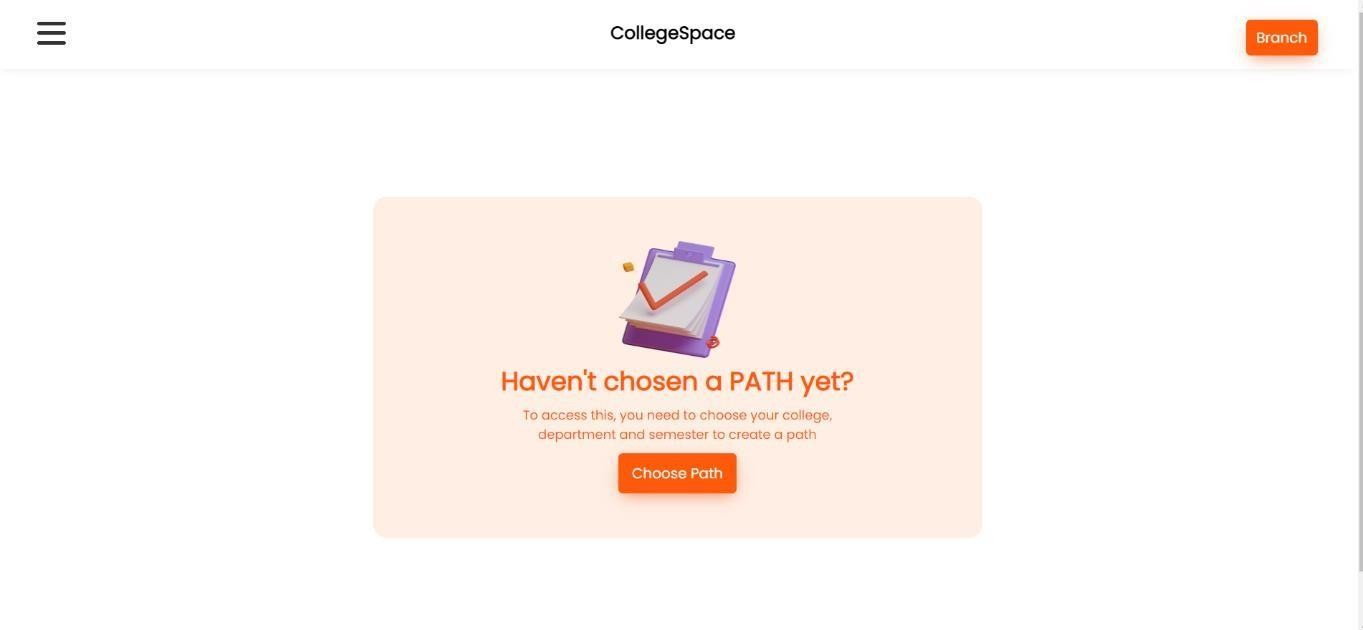 CollegeSpace
Branch
Haven't chosen a PATH yet?
To access this, you need to choose your college,
department and semester to create a path
Choose Path